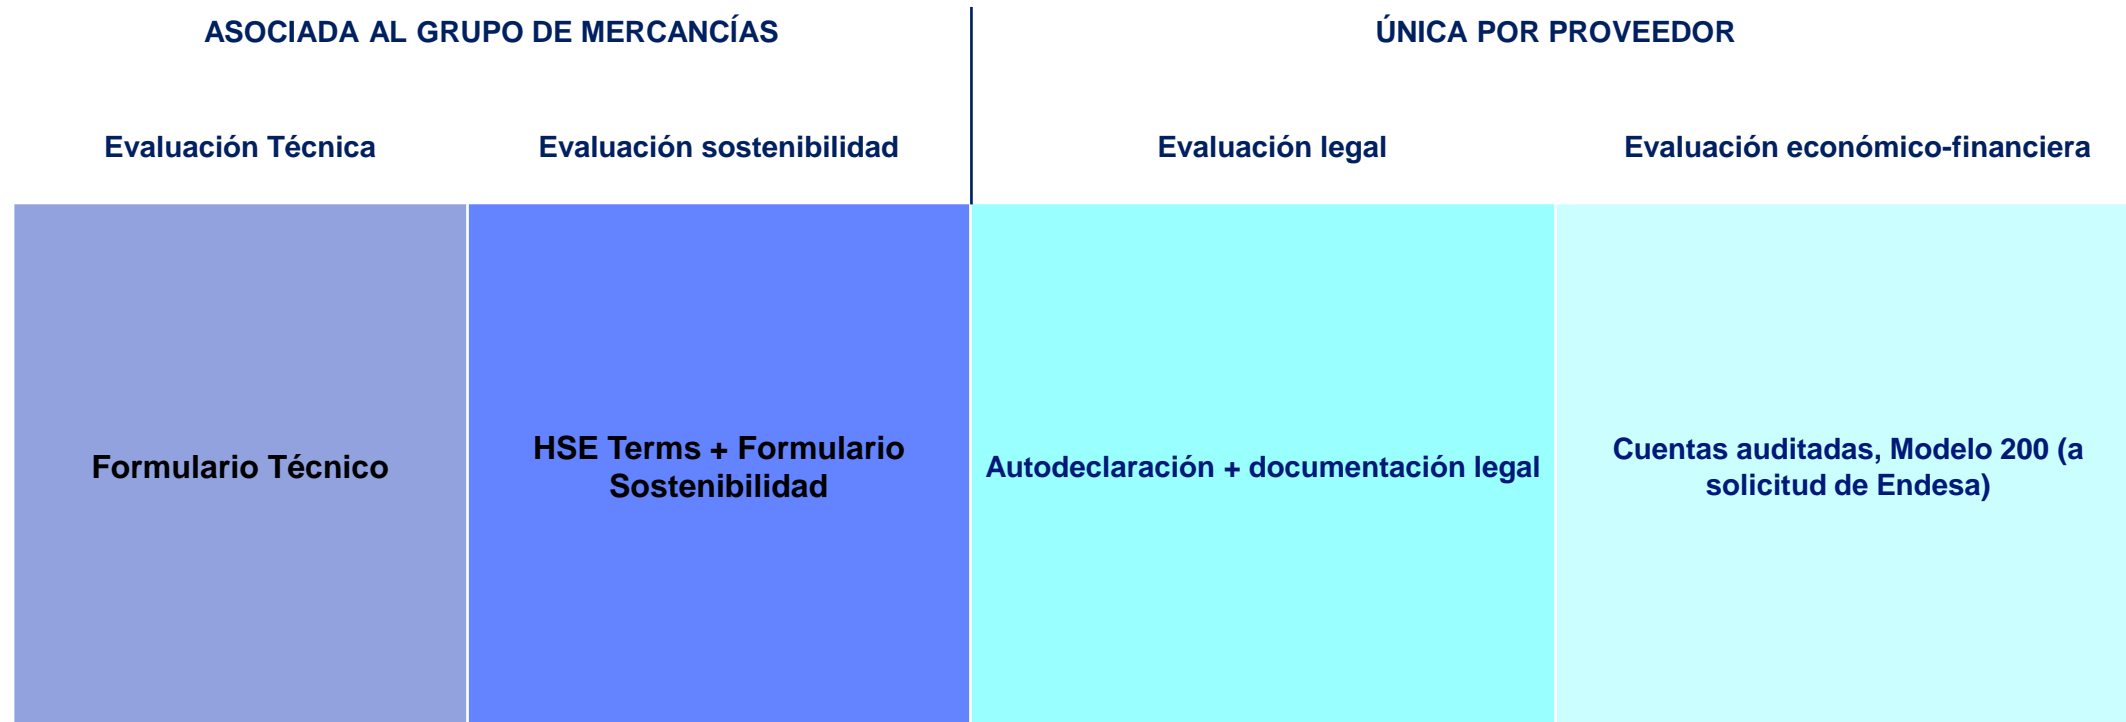 ASOCIADA AL GRUPO DE MERCANCÍAS
ÚNICA POR PROVEEDOR
Evaluación Técnica
Evaluación sostenibilidad
Evaluación legal
Evaluación económico-financiera
Formulario Técnico
HSE Terms + Formulario
Sostenibilidad
Autodeclaración + documentación legal
Cuentas auditadas, Modelo 200 (a
solicitud de Endesa)